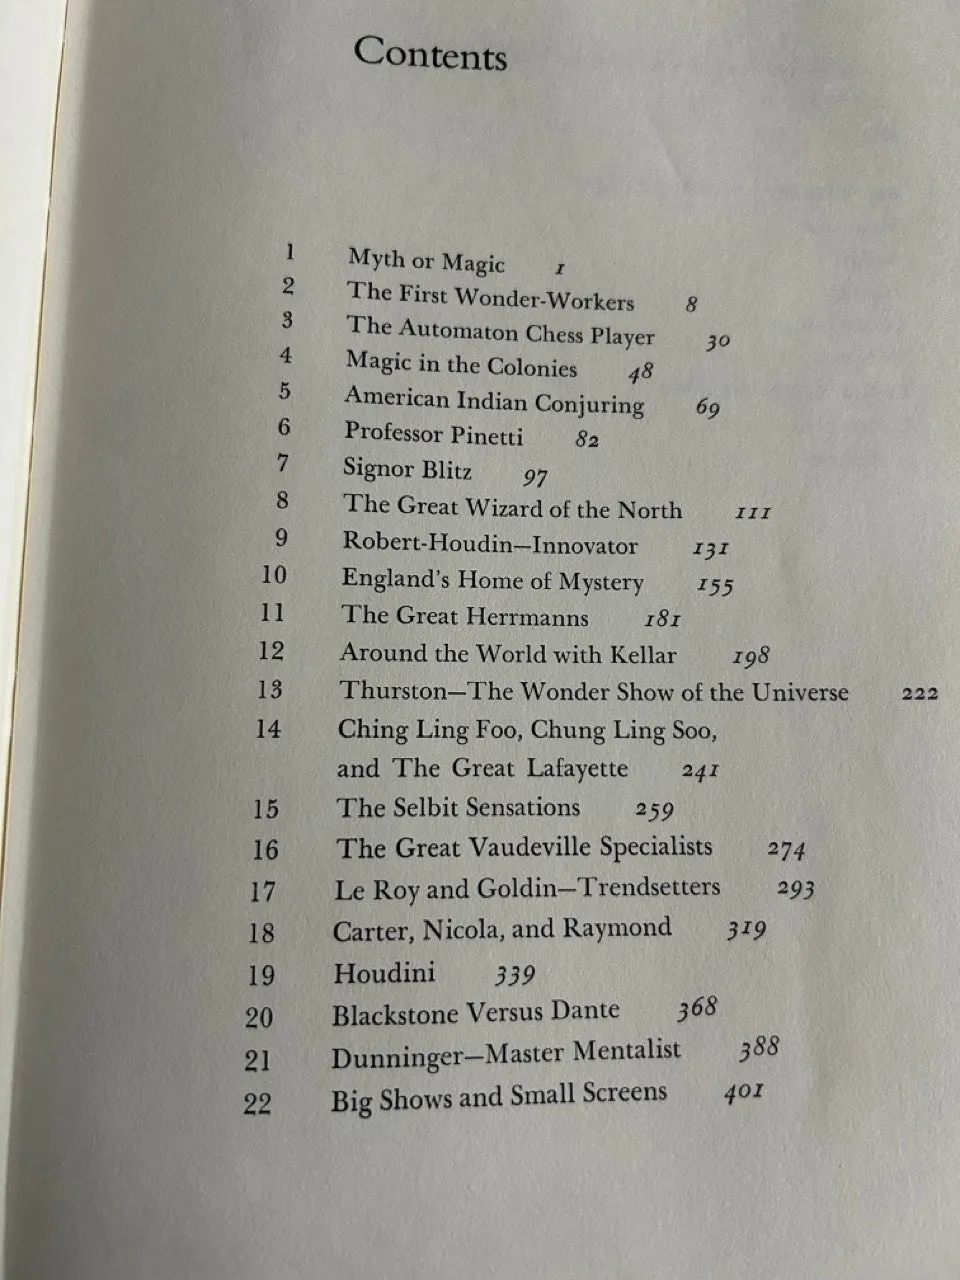 Contents
1 Myth or Magic 1
2 The First Wonder-Workers 8
3 The Automaton Chess Player 30
4 Magic in the Colonies 48
5 American Indian Conjuring 69
6 Professor Pinetti 82
7 Signor Blitz 97
8 The Great Wizard of the North 111
9 Robert-Houdin—Innovator 131
10 England's Home of Mystery 155
11 The Great Herrmanns 181
12 Around the World with Kellar 198
13 Thurston—The Wonder Show of the Universe 222
14 Ching Ling Foo, Chung Ling Soo,
and The Great Lafayette 241
15 The Selbit Sensations 259
16 The Great Vaudeville Specialists 274
17 Le Roy and Goldin—Trendsetters 293
18 Carter, Nicola, and Raymond 319
19 Houdini 339
20 Blackstone Versus Dante 368
21 Dunninger—Master Mentalist 388
22 Big Shows and Small Screens 401